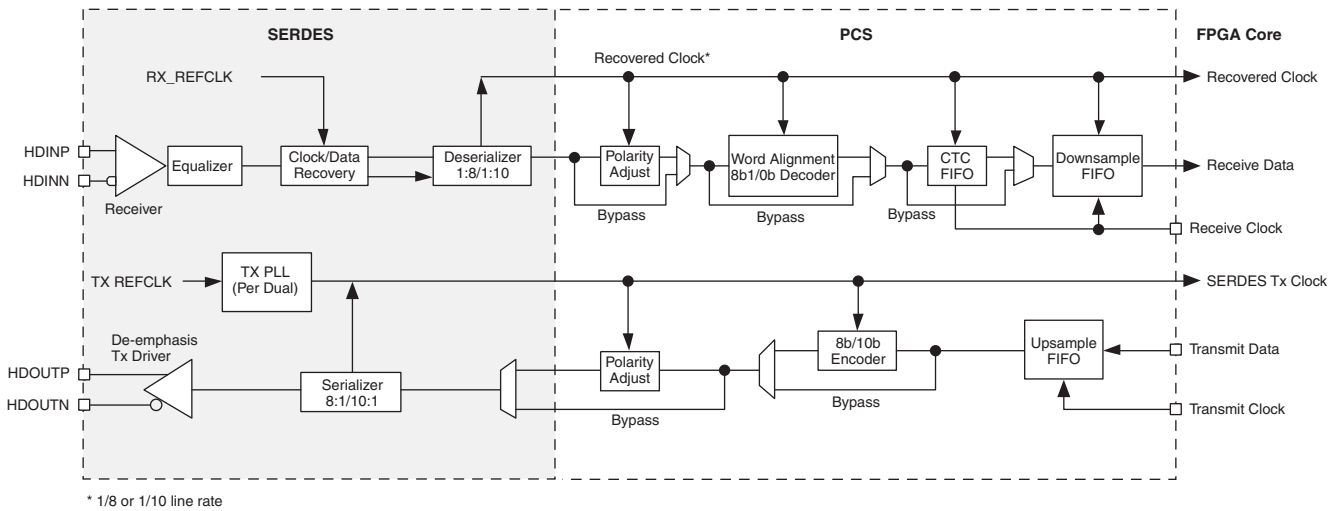 SERDES
PCS
FPGA Core
RX_REFCLK
Recovered Clock*
Recovered Clock
HDINP
HDINN
Receiver
Equalizer
Clock/Data
Recovery
Deserializer
1:8/1:10
Polarity
Adjust
Bypass
Word Alignment
8b1/0b Decoder
Bypass
CTC
FIFO
Bypass
Downsample
FIFO
Receive Data
Receive Clock
TX REFCLK
TX PLL
(Per Dual)
SERDES Tx Clock
De-emphasis
Tx Driver
HDOUTP
HDOUTN
Serializer
8:1/10:1
Polarity
Adjust
Bypass
8b/10b
Encoder
Bypass
Upsample
FIFO
Transmit Data
Transmit Clock
* 1/8 or 1/10 line rate